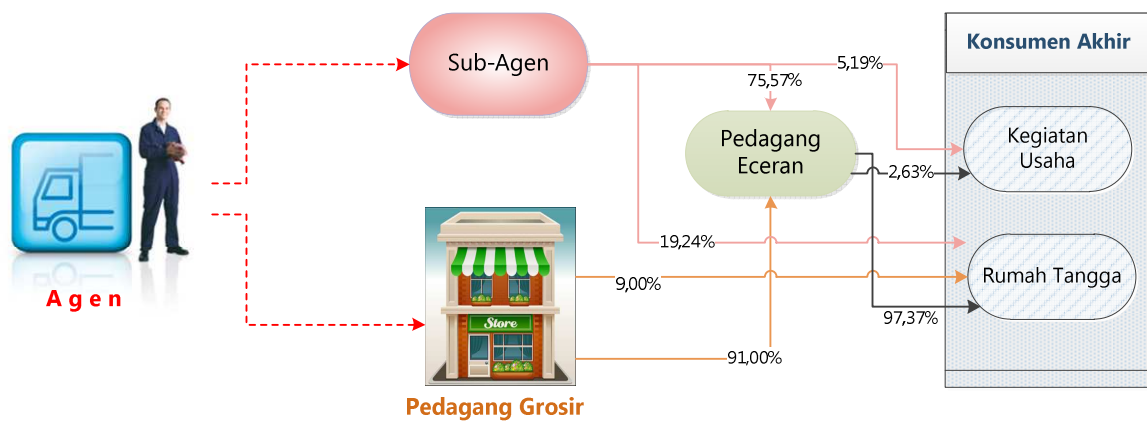 Konsumen Akhir
Sub-Agen
5,19%
75,57%
Pedagang
Eceran
Kegiatan
Usaha
2,63%
19,24%
Rumah Tangga
9,00%
A g e n
Store
97,37%
91,00%
Pedagang Grosir